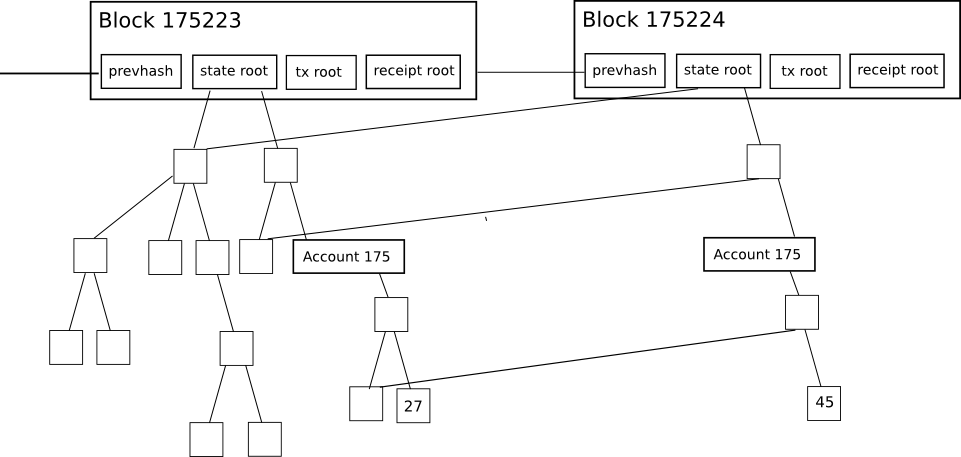 Block 175223
prevhash
state root
tx root
receipt root
Block 175224
prevhash
state root
tx root
receipt root
Account 175
Account 175
27
45